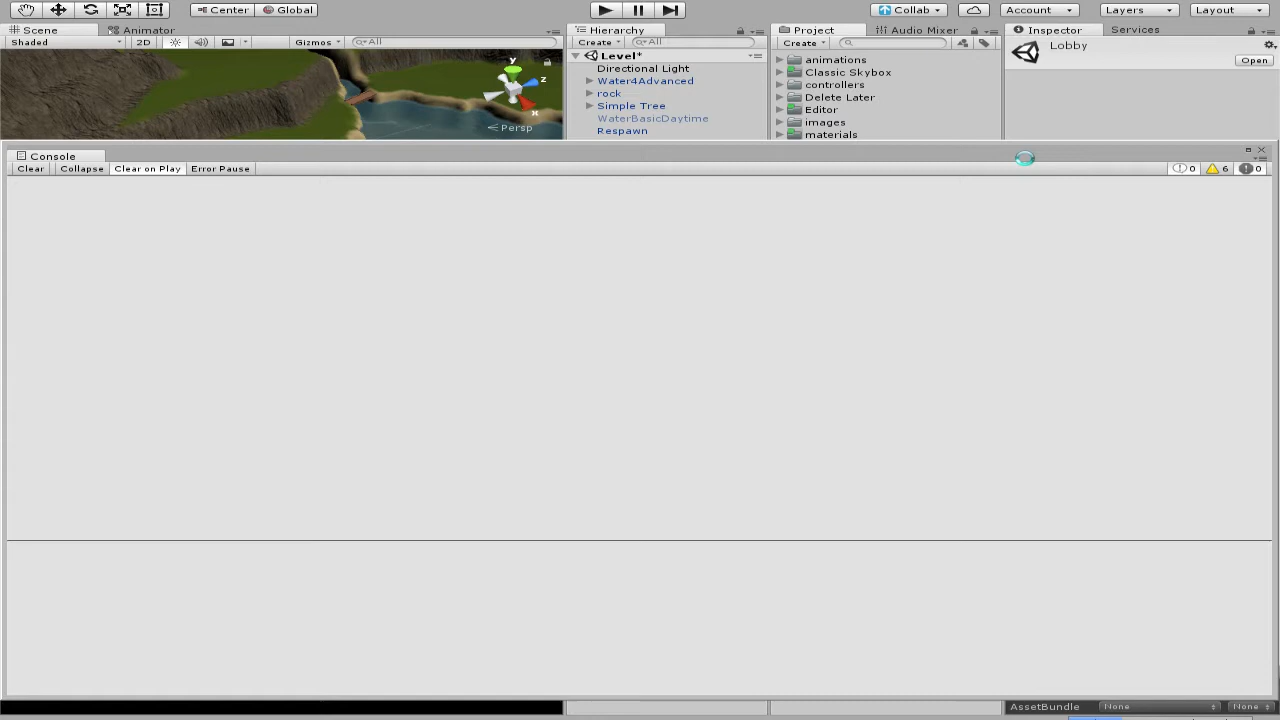 Center Global Collab Account Layers Layout
Scene Animator Hierarchy Project Audio Mixer Inspector Services
Shaded 2D Gizmos All Create All Create Lobby
Open
Level*
Directional Light
Water4Advanced
rock
Simple Tree
WaterBasicDaytime
Respawn
animations
Classic Skybox
controllers
Delete Later
Editor
images
materials
y
z
x
Persp
Console
Clear Collapse Clear on Play Error Pause 0 6 0
AssetBundle None None